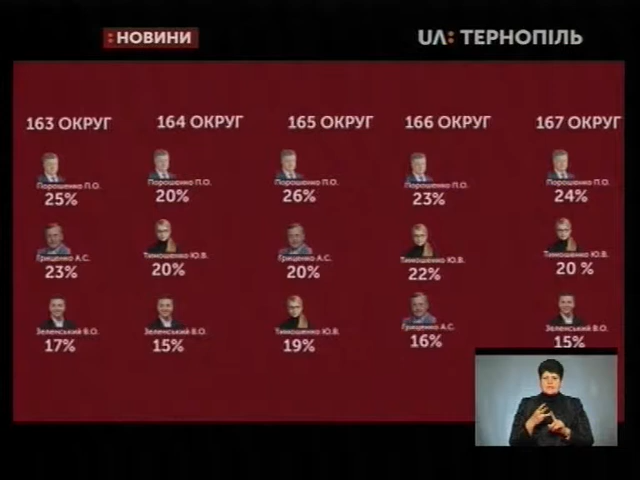 :НОВИНИ
UA: ТЕРНОПІЛЬ
163 ОКРУГ
164 ОКРУГ
165 ОКРУГ
166 ОКРУГ
167 ОКРУГ
Порошенко П.О.
Порошенко П.О.
Порошенко П.О.
Порошенко П.О.
Порошенко П.О.
25%
20%
26%
23%
24%
Гриценко А.С.
Тимошенко Ю.В.
Гриценко А.С.
Тимошенко Ю.В.
Тимошенко Ю.В.
23%
20%
20%
22%
20 %
Зеленський В.О.
Зеленський В.О.
Тимошенко Ю.В.
Гриценко А.С.
Зеленський В.О.
17%
15%
19%
16%
15%